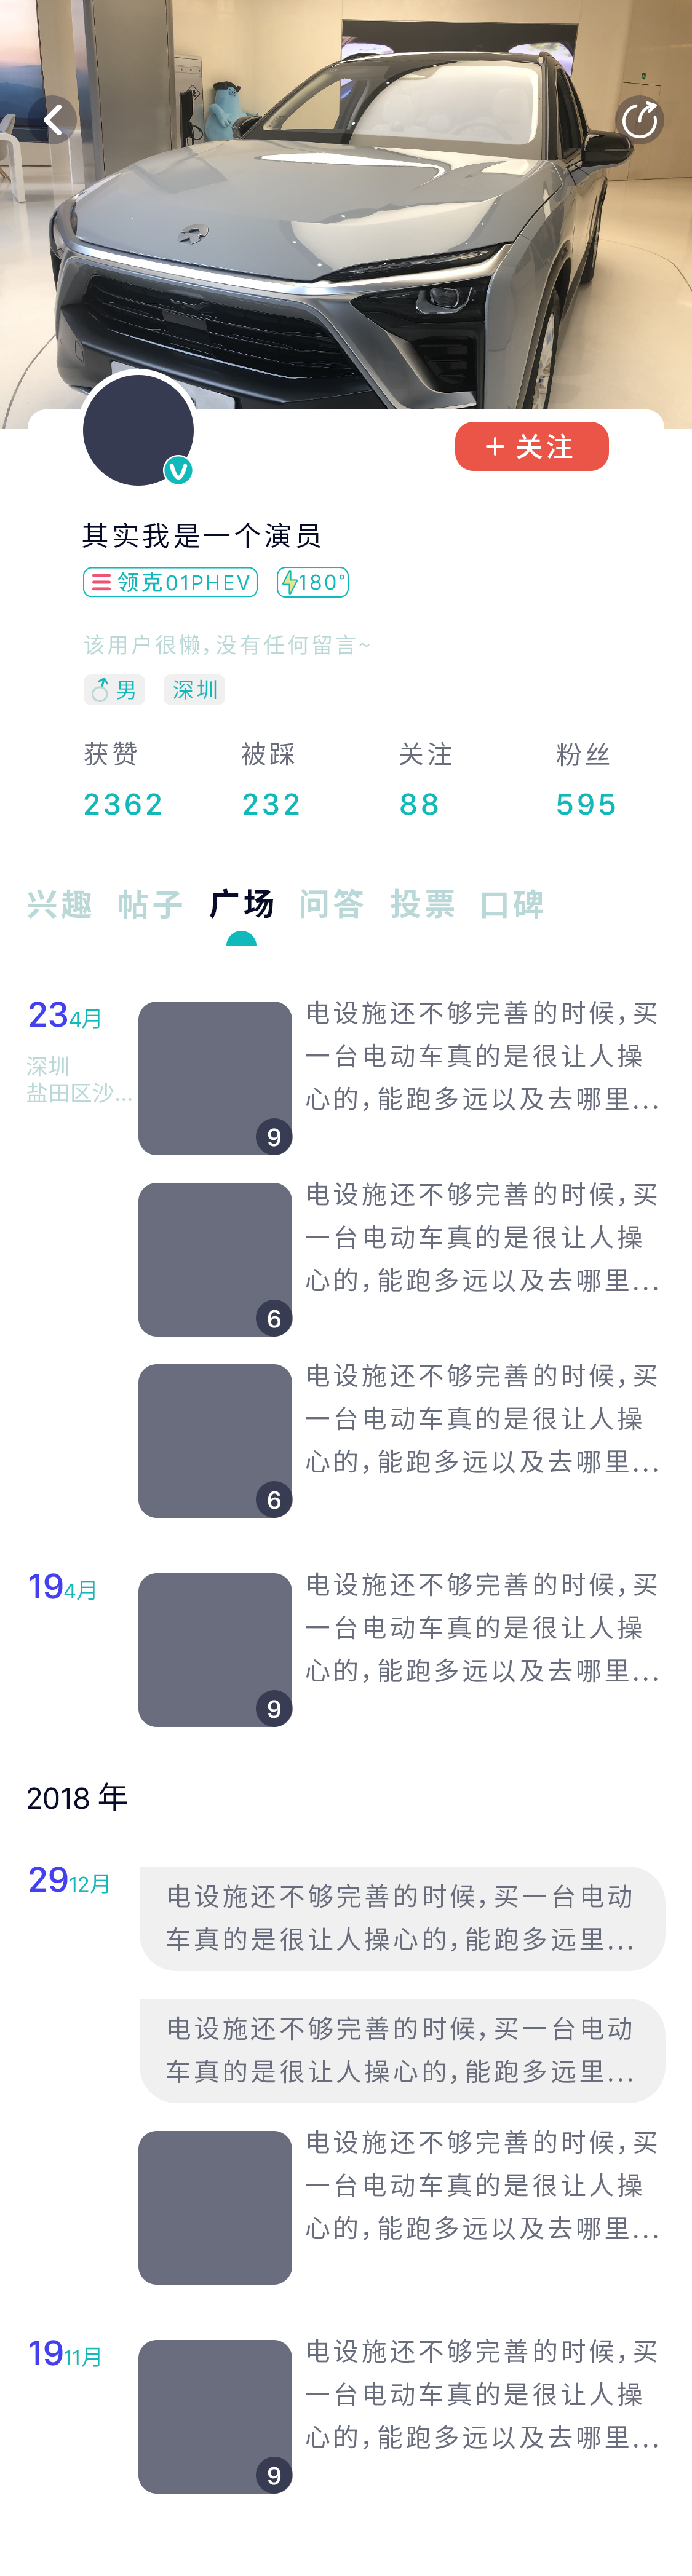 关注
其实我是一个演员
领克01PHEV 180°
该用户很懒,没有任何留言~
男 深圳
获赞 被踩 关注 粉丝
2362 232 88 595
兴趣 帖子 广场 问答 投票 口碑
234月
深圳
盐田区沙...
电设施还不够完善的时候,买
一台电动车真的是很让人操
心的,能跑多远以及去哪里...
9
电设施还不够完善的时候,买
一台电动车真的是很让人操
心的,能跑多远以及去哪里...
6
电设施还不够完善的时候,买
一台电动车真的是很让人操
心的,能跑多远以及去哪里...
6
194月
电设施还不够完善的时候,买
一台电动车真的是很让人操
心的,能跑多远以及去哪里...
9
2018 年
2912月
电设施还不够完善的时候,买一台电动
车真的是很让人操心的,能跑多远里...
电设施还不够完善的时候,买一台电动
车真的是很让人操心的,能跑多远里...
电设施还不够完善的时候,买
一台电动车真的是很让人操
心的,能跑多远以及去哪里...
1911月
电设施还不够完善的时候,买
一台电动车真的是很让人操
心的,能跑多远以及去哪里...
9